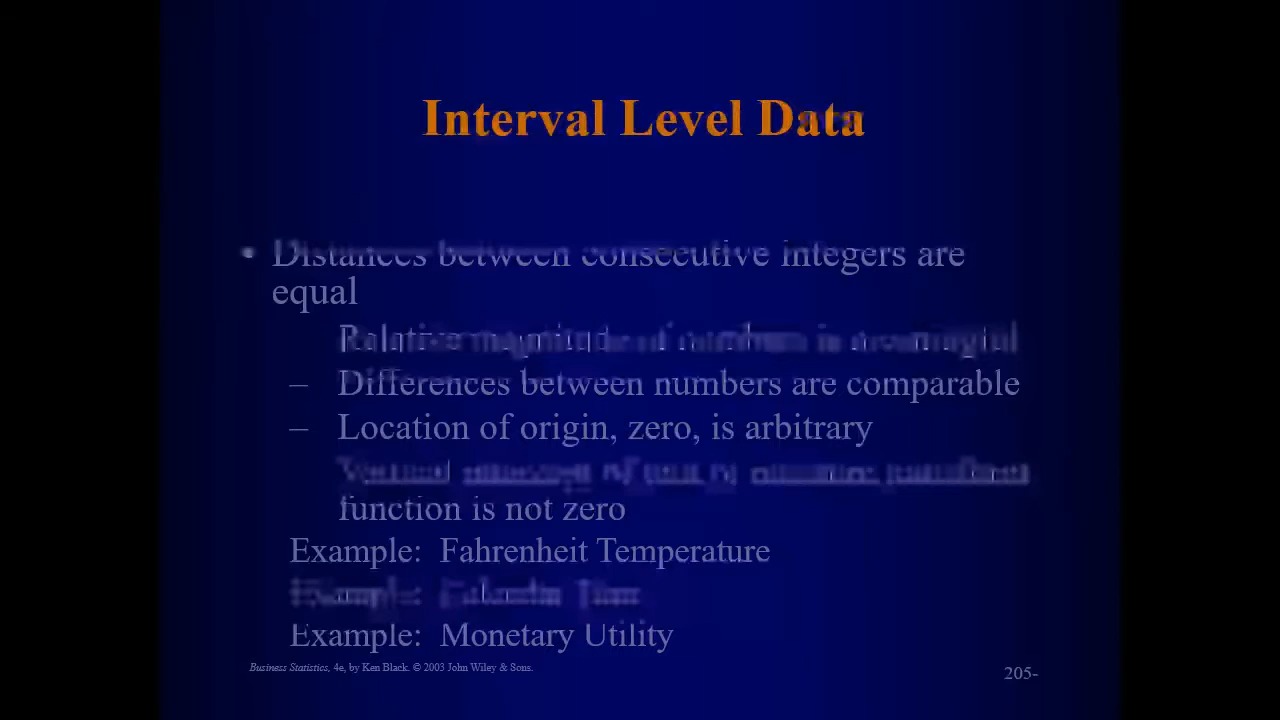 Interval Level Data
• Distances between consecutive integers are
equal
Relative magnitude of numbers is meaningful
– Differences between numbers are comparable
– Location of origin, zero, is arbitrary
Vertical intercept of unit of measure transform
function is not zero
Example: Fahrenheit Temperature
Example: Calendar Time
Example: Monetary Utility
Business Statistics, 4e, by Ken Black. © 2003 John Wiley & Sons.
205-